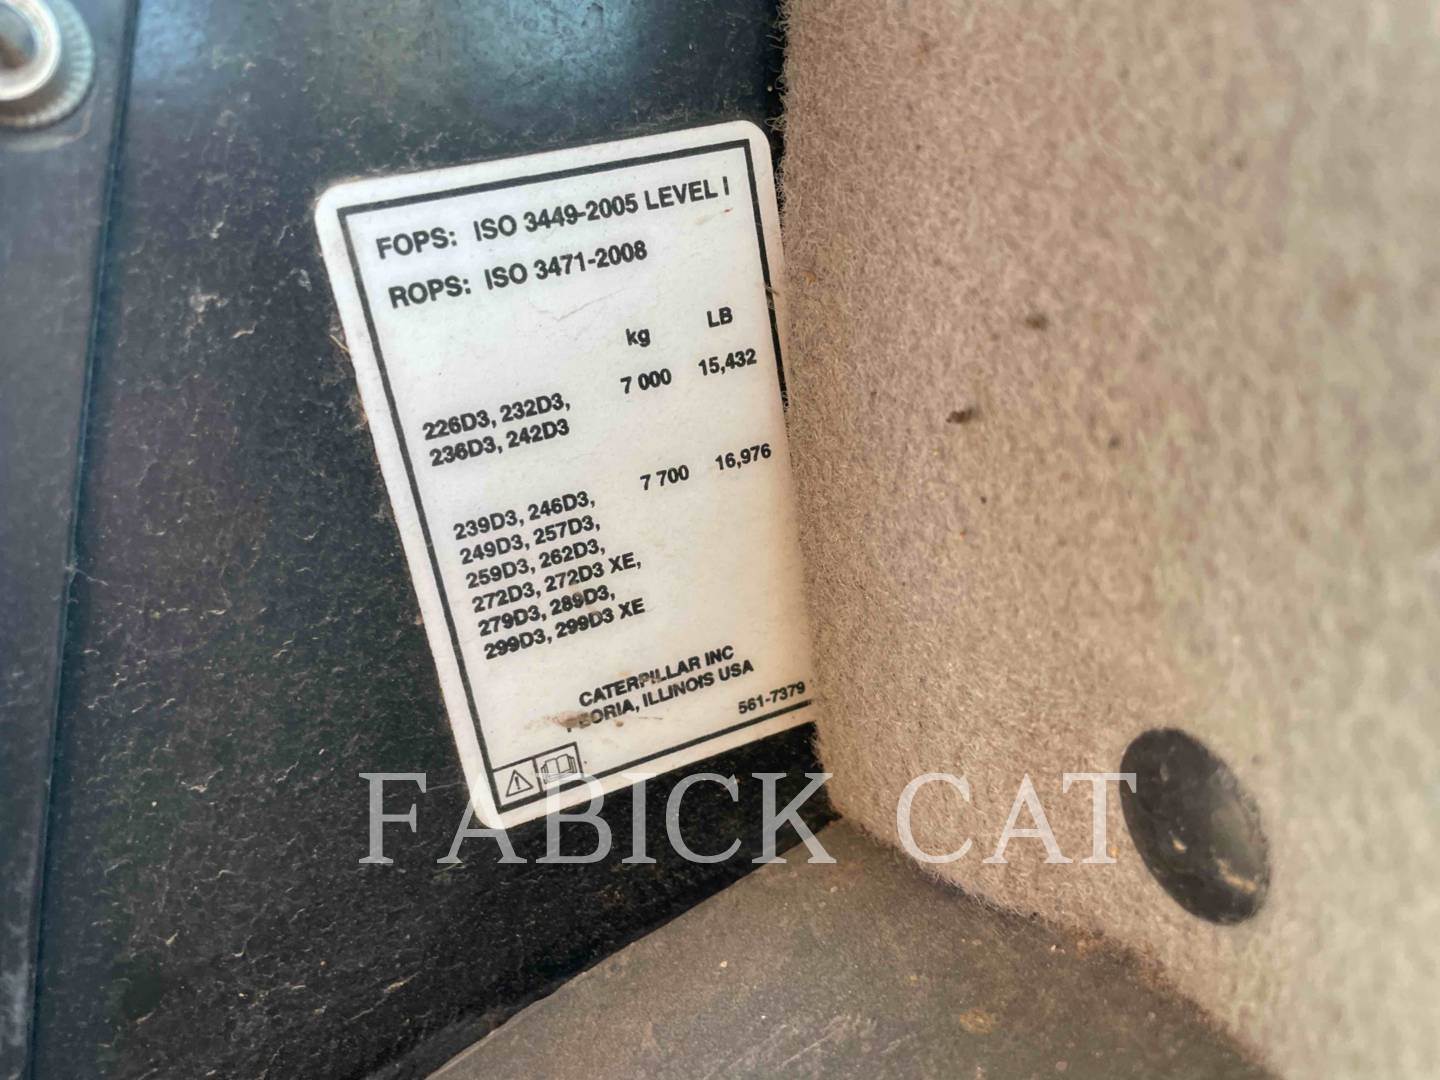 FOPS: ISO 3449-2005 LEVEL I
ROPS: ISO 3471-2008
kg LB
7 000 15,432
226D3, 232D3,
236D3, 242D3
7 700 16,976
239D3, 246D3,
249D3, 257D3,
259D3, 262D3,
272D3, 272D3 XE,
279D3, 289D3,
299D3, 299D3 XE
CATERPILLAR INC
PEORIA, ILLINOIS USA
561-7379
FABICK CAT